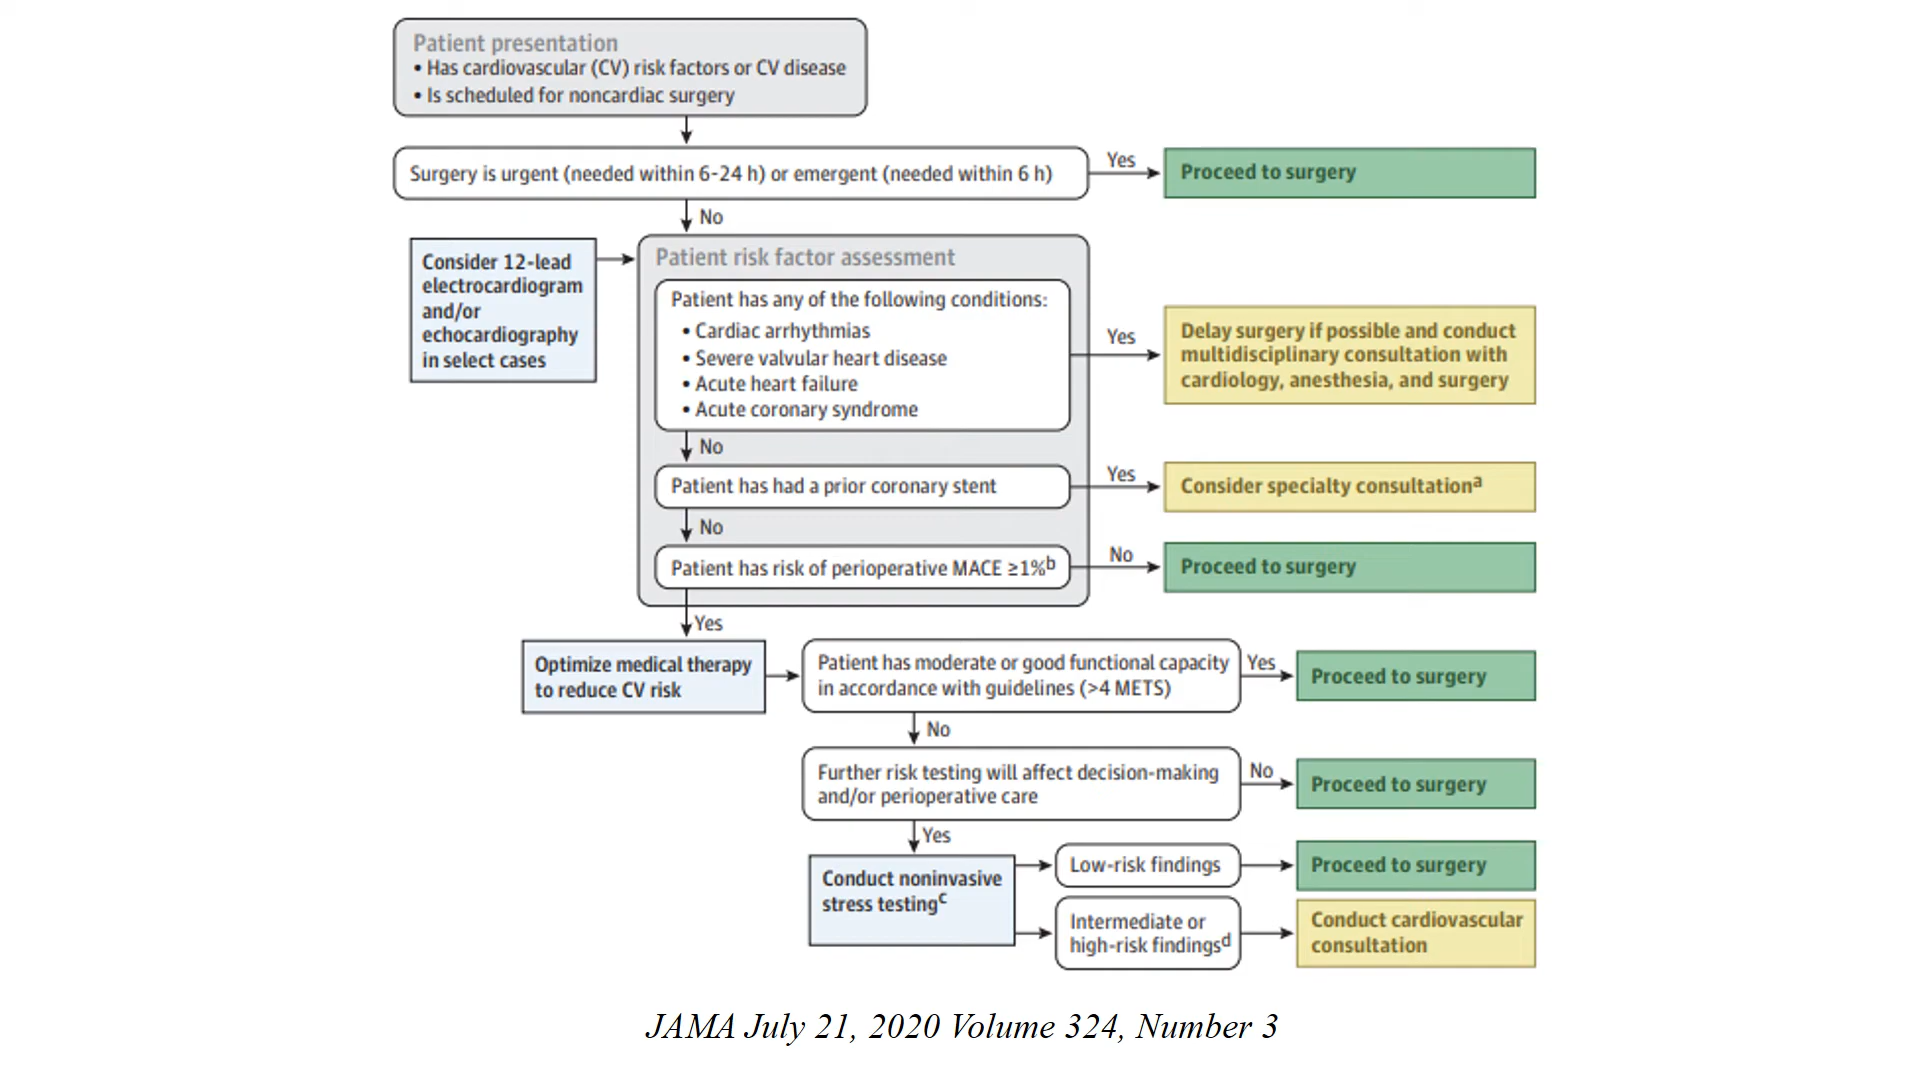 Patient presentation
• Has cardiovascular (CV) risk factors or CV disease
• Is scheduled for noncardiac surgery
Surgery is urgent (needed within 6-24 h) or emergent (needed within 6 h)
Yes
Proceed to surgery
No
Consider 12-lead
electrocardiogram
and/or
echocardiography
in select cases
Patient risk factor assessment
Patient has any of the following conditions:
• Cardiac arrhythmias
• Severe valvular heart disease
• Acute heart failure
• Acute coronary syndrome
Yes
Delay surgery if possible and conduct
multidisciplinary consultation with
cardiology, anesthesia, and surgery
No
Patient has had a prior coronary stent
Yes
Consider specialty consultationa
No
Patient has risk of perioperative MACE ≥1%b
No
Proceed to surgery
Yes
Optimize medical therapy
to reduce CV risk
Patient has moderate or good functional capacity
in accordance with guidelines (>4 METS)
Yes
Proceed to surgery
No
Further risk testing will affect decision-making
and/or perioperative care
No
Proceed to surgery
Yes
Conduct noninvasive
stress testingc
Low-risk findings
Proceed to surgery
Intermediate or
high-risk findingsd
Conduct cardiovascular
consultation
JAMA July 21, 2020 Volume 324, Number 3